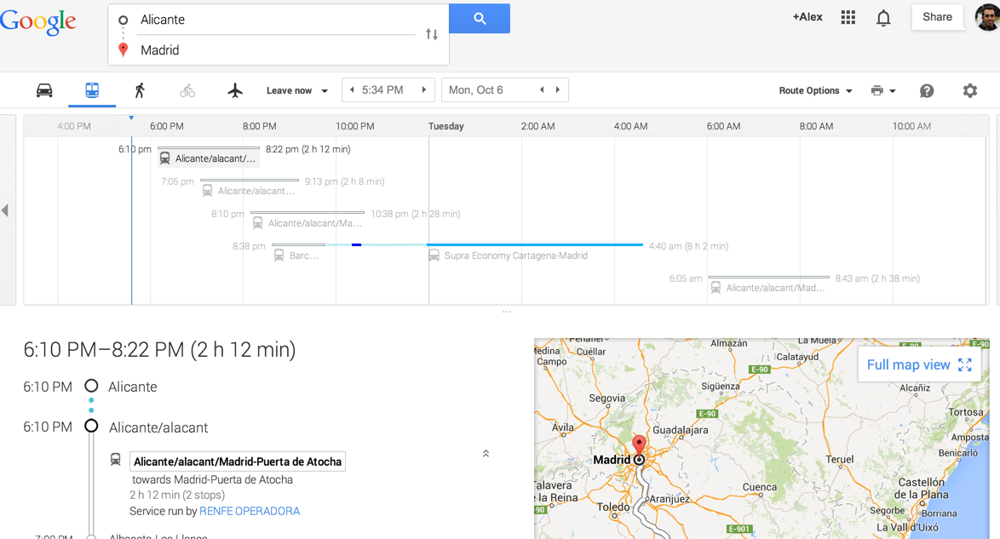 Google
Alicante
Madrid
+Alex
Share
Leave now
5:34 PM
Mon, Oct 6
Route Options
4:00 PM 6:00 PM 8:00 PM 10:00 PM Tuesday 2:00 AM 4:00 AM 6:00 AM 8:00 AM 10:00 AM
6:10 pm 8:22 pm (2 h 12 min)
Alicante/alacant/...
7:05 pm 9:13 pm (2 h 8 min)
Alicante/alacant...
8:10 pm 10:38 pm (2 h 28 min)
Alicante/alacant/Ma...
8:38 pm 4:40 am (8 h 2 min)
Barc... Supra Economy Cartagena-Madrid
6:05 am 8:43 am (2 h 38 min)
Alicante/alacant/Mad...
6:10 PM–8:22 PM (2 h 12 min)
6:10 PM Alicante
6:10 PM Alicante/alacant
Alicante/alacant/Madrid-Puerta de Atocha
towards Madrid-Puerta de Atocha
2 h 12 min (2 stops)
Service run by RENFE OPERADORA
Full map view
Peñafiel
Medina
Campo
Cuéllar
Almazán
La Muela
E-90
E-90
Calatayud
E-90
Sigüenza
Alcañiz
Segovia
E-90
Tortosa
Ávila
Guadalajara
Amposta
Madrid
Teruel
Benicarló
alavera
e la Reina
Aranjuez
Cuenca
Castellón
de la Plana
-90
Toledo
Segorbe
Borriana
E-901
La Vall d'Uixó